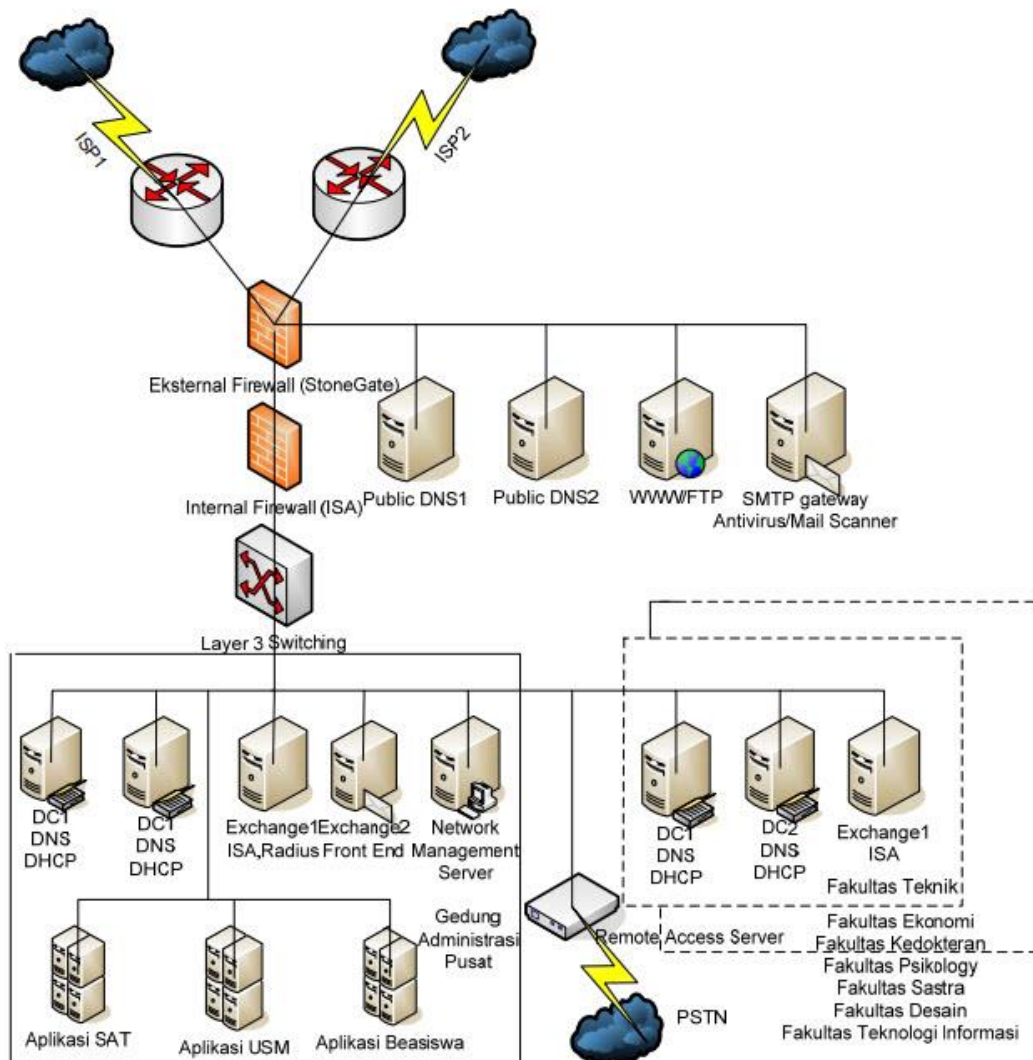 ISP1
ISP2
Eksternal Firewall (StoneGate)
Internal Firewall (ISA)
Public DNS1
Public DNS2
WWW/FTP
SMTP gateway
Antivirus/Mail Scanner
Layer 3 Switching
DC1
DNS
DHCP
DC1
DNS
DHCP
Exchange1
ISA,Radius
Exchange2
Front End
Network
Management
Server
DC1
DNS
DHCP
DC2
DNS
DHCP
Exchange1
ISA
Fakultas Teknik
Gedung
Administrasi
Pusat
Remote Access Server
Fakultas Ekonomi
Fakultas Kedokteran
Fakultas Psikology
Fakultas Sastra
Fakultas Desain
Fakultas Teknologi Informasi
PSTN
Aplikasi SAT
Aplikasi USM
Aplikasi Beasiswa